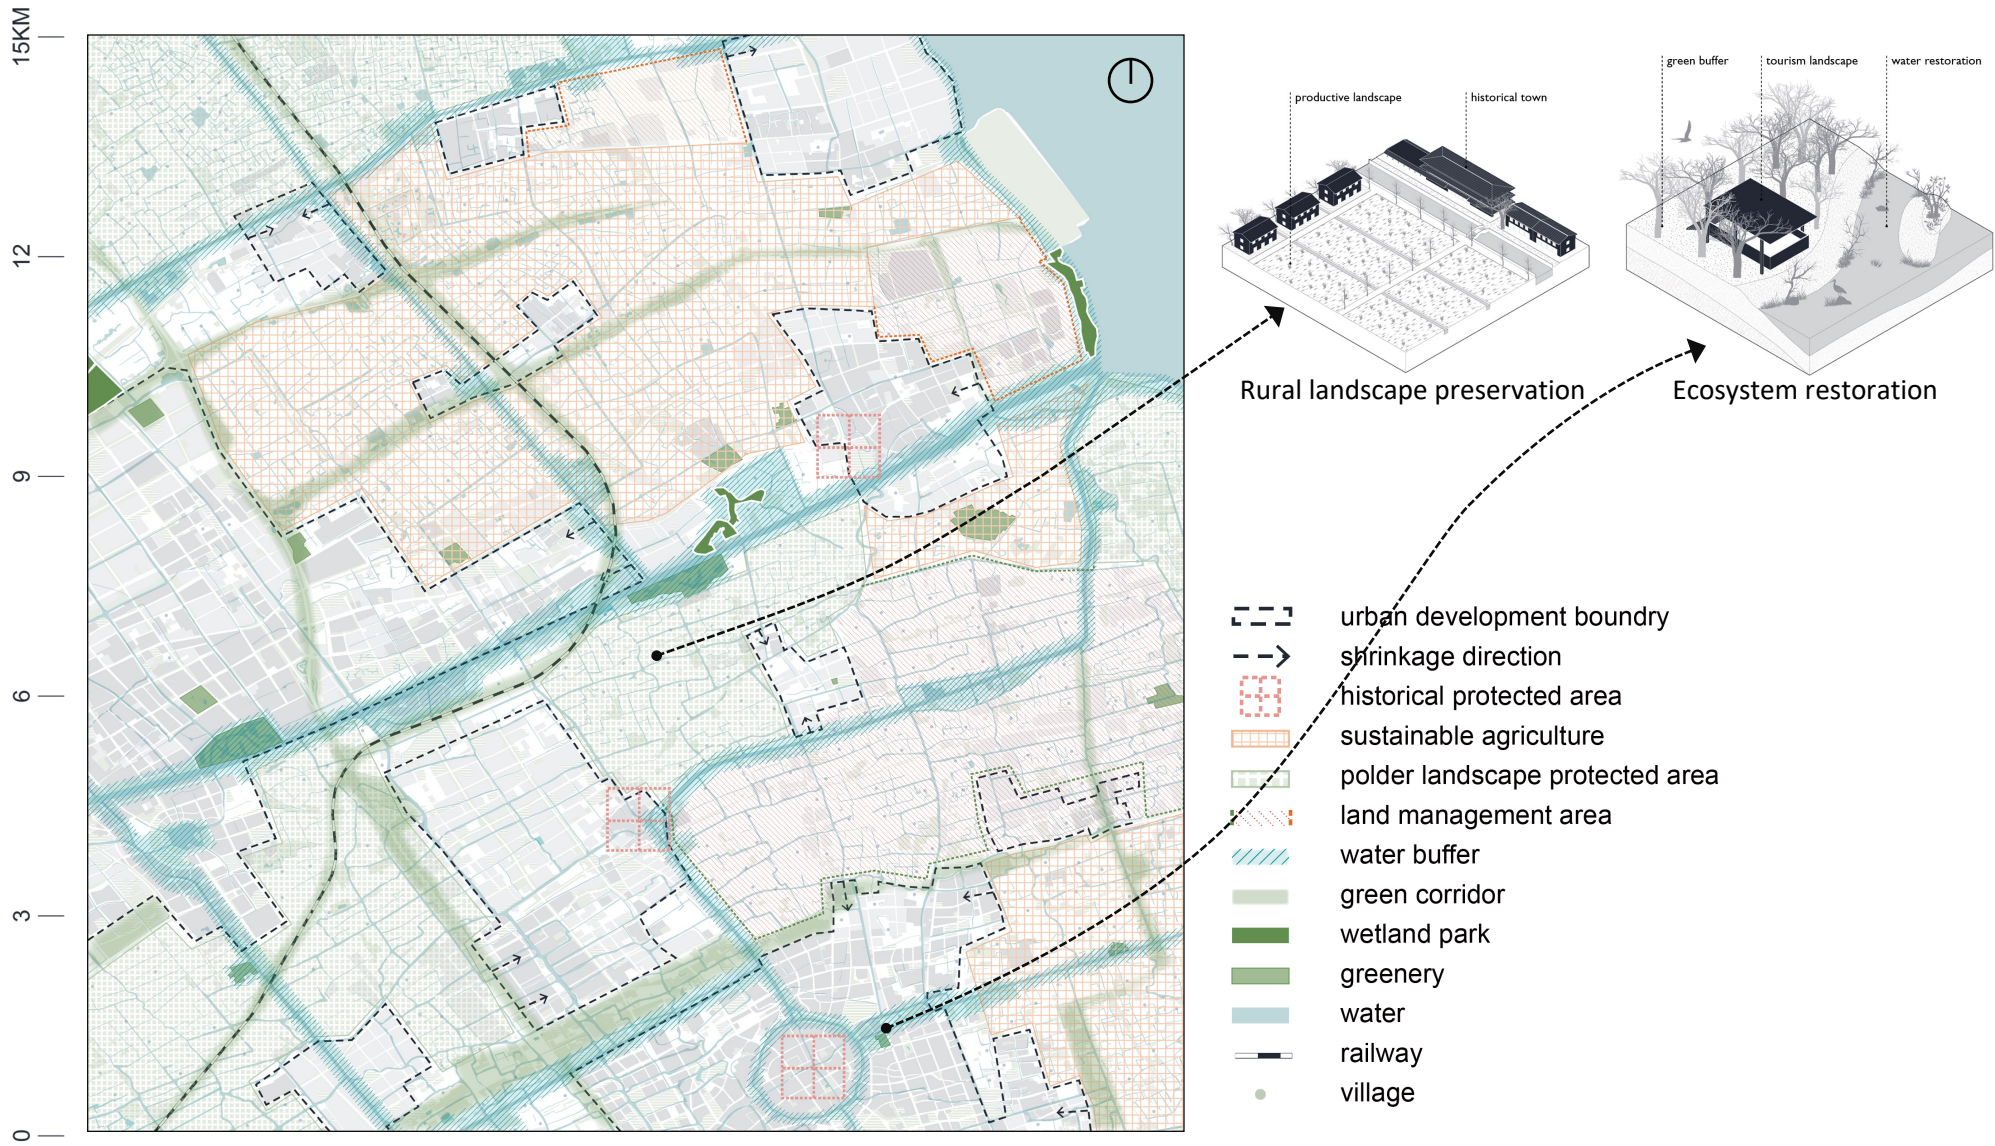 15KM
12
9
6
3
0
productive landscape
historical town
green buffer
tourism landscape
water restoration
Rural landscape preservation
Ecosystem restoration
urban development boundry
shrinkage direction
historical protected area
sustainable agriculture
polder landscape protected area
land management area
water buffer
green corridor
wetland park
greenery
water
railway
village